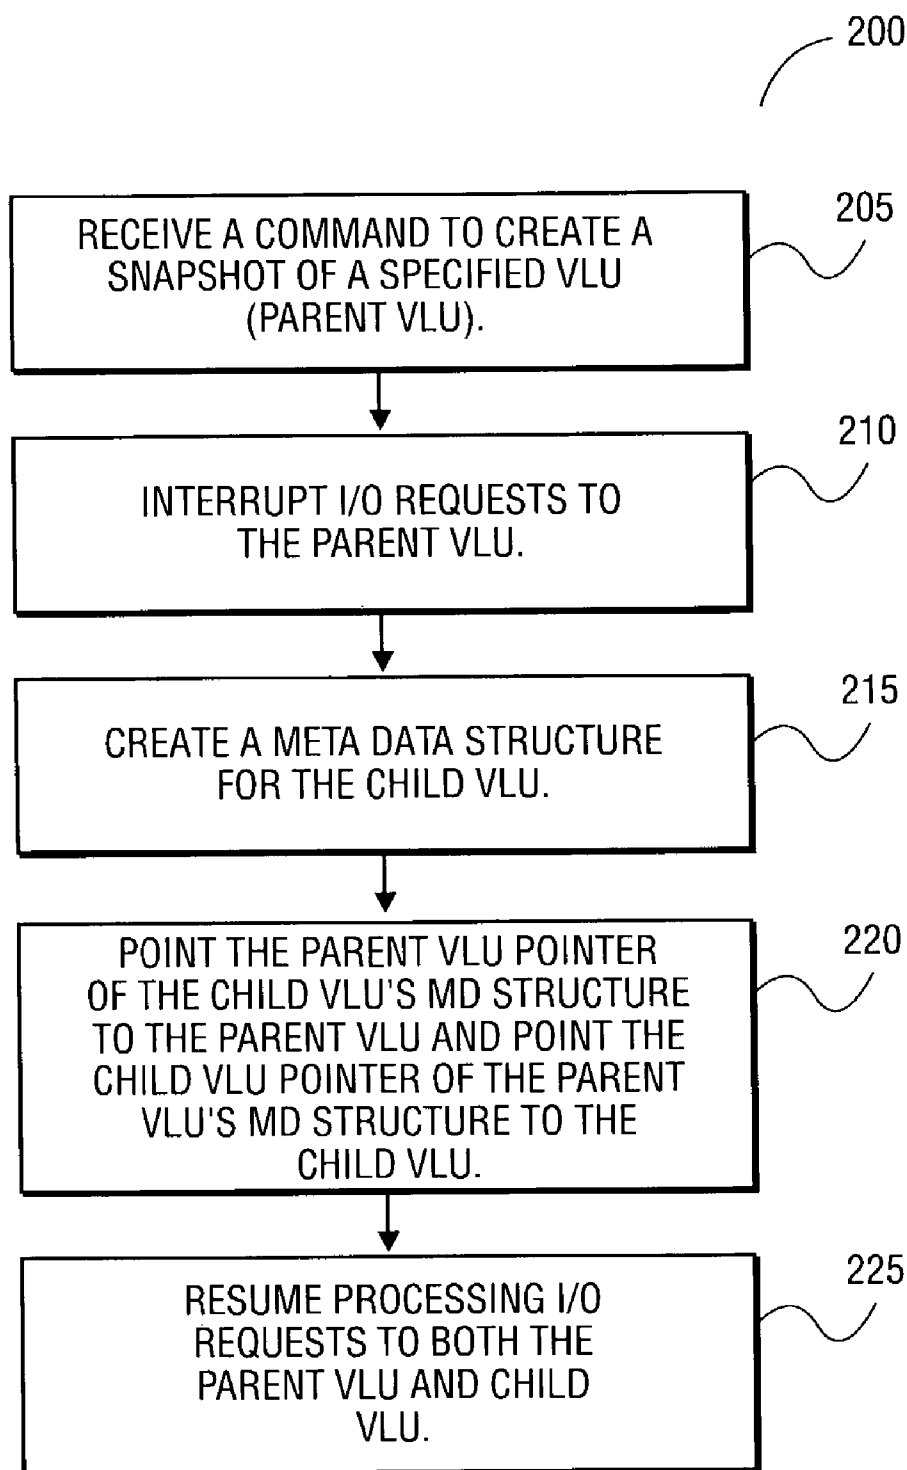 200
RECEIVE A COMMAND TO CREATE A
SNAPSHOT OF A SPECIFIED VLU
(PARENT VLU).
205
INTERRUPT I/O REQUESTS TO
THE PARENT VLU.
210
CREATE A META DATA STRUCTURE
FOR THE CHILD VLU.
215
POINT THE PARENT VLU POINTER
OF THE CHILD VLU'S MD STRUCTURE
TO THE PARENT VLU AND POINT THE
CHILD VLU POINTER OF THE PARENT
VLU'S MD STRUCTURE TO THE
CHILD VLU.
220
RESUME PROCESSING I/O
REQUESTS TO BOTH THE
PARENT VLU AND CHILD
VLU.
225